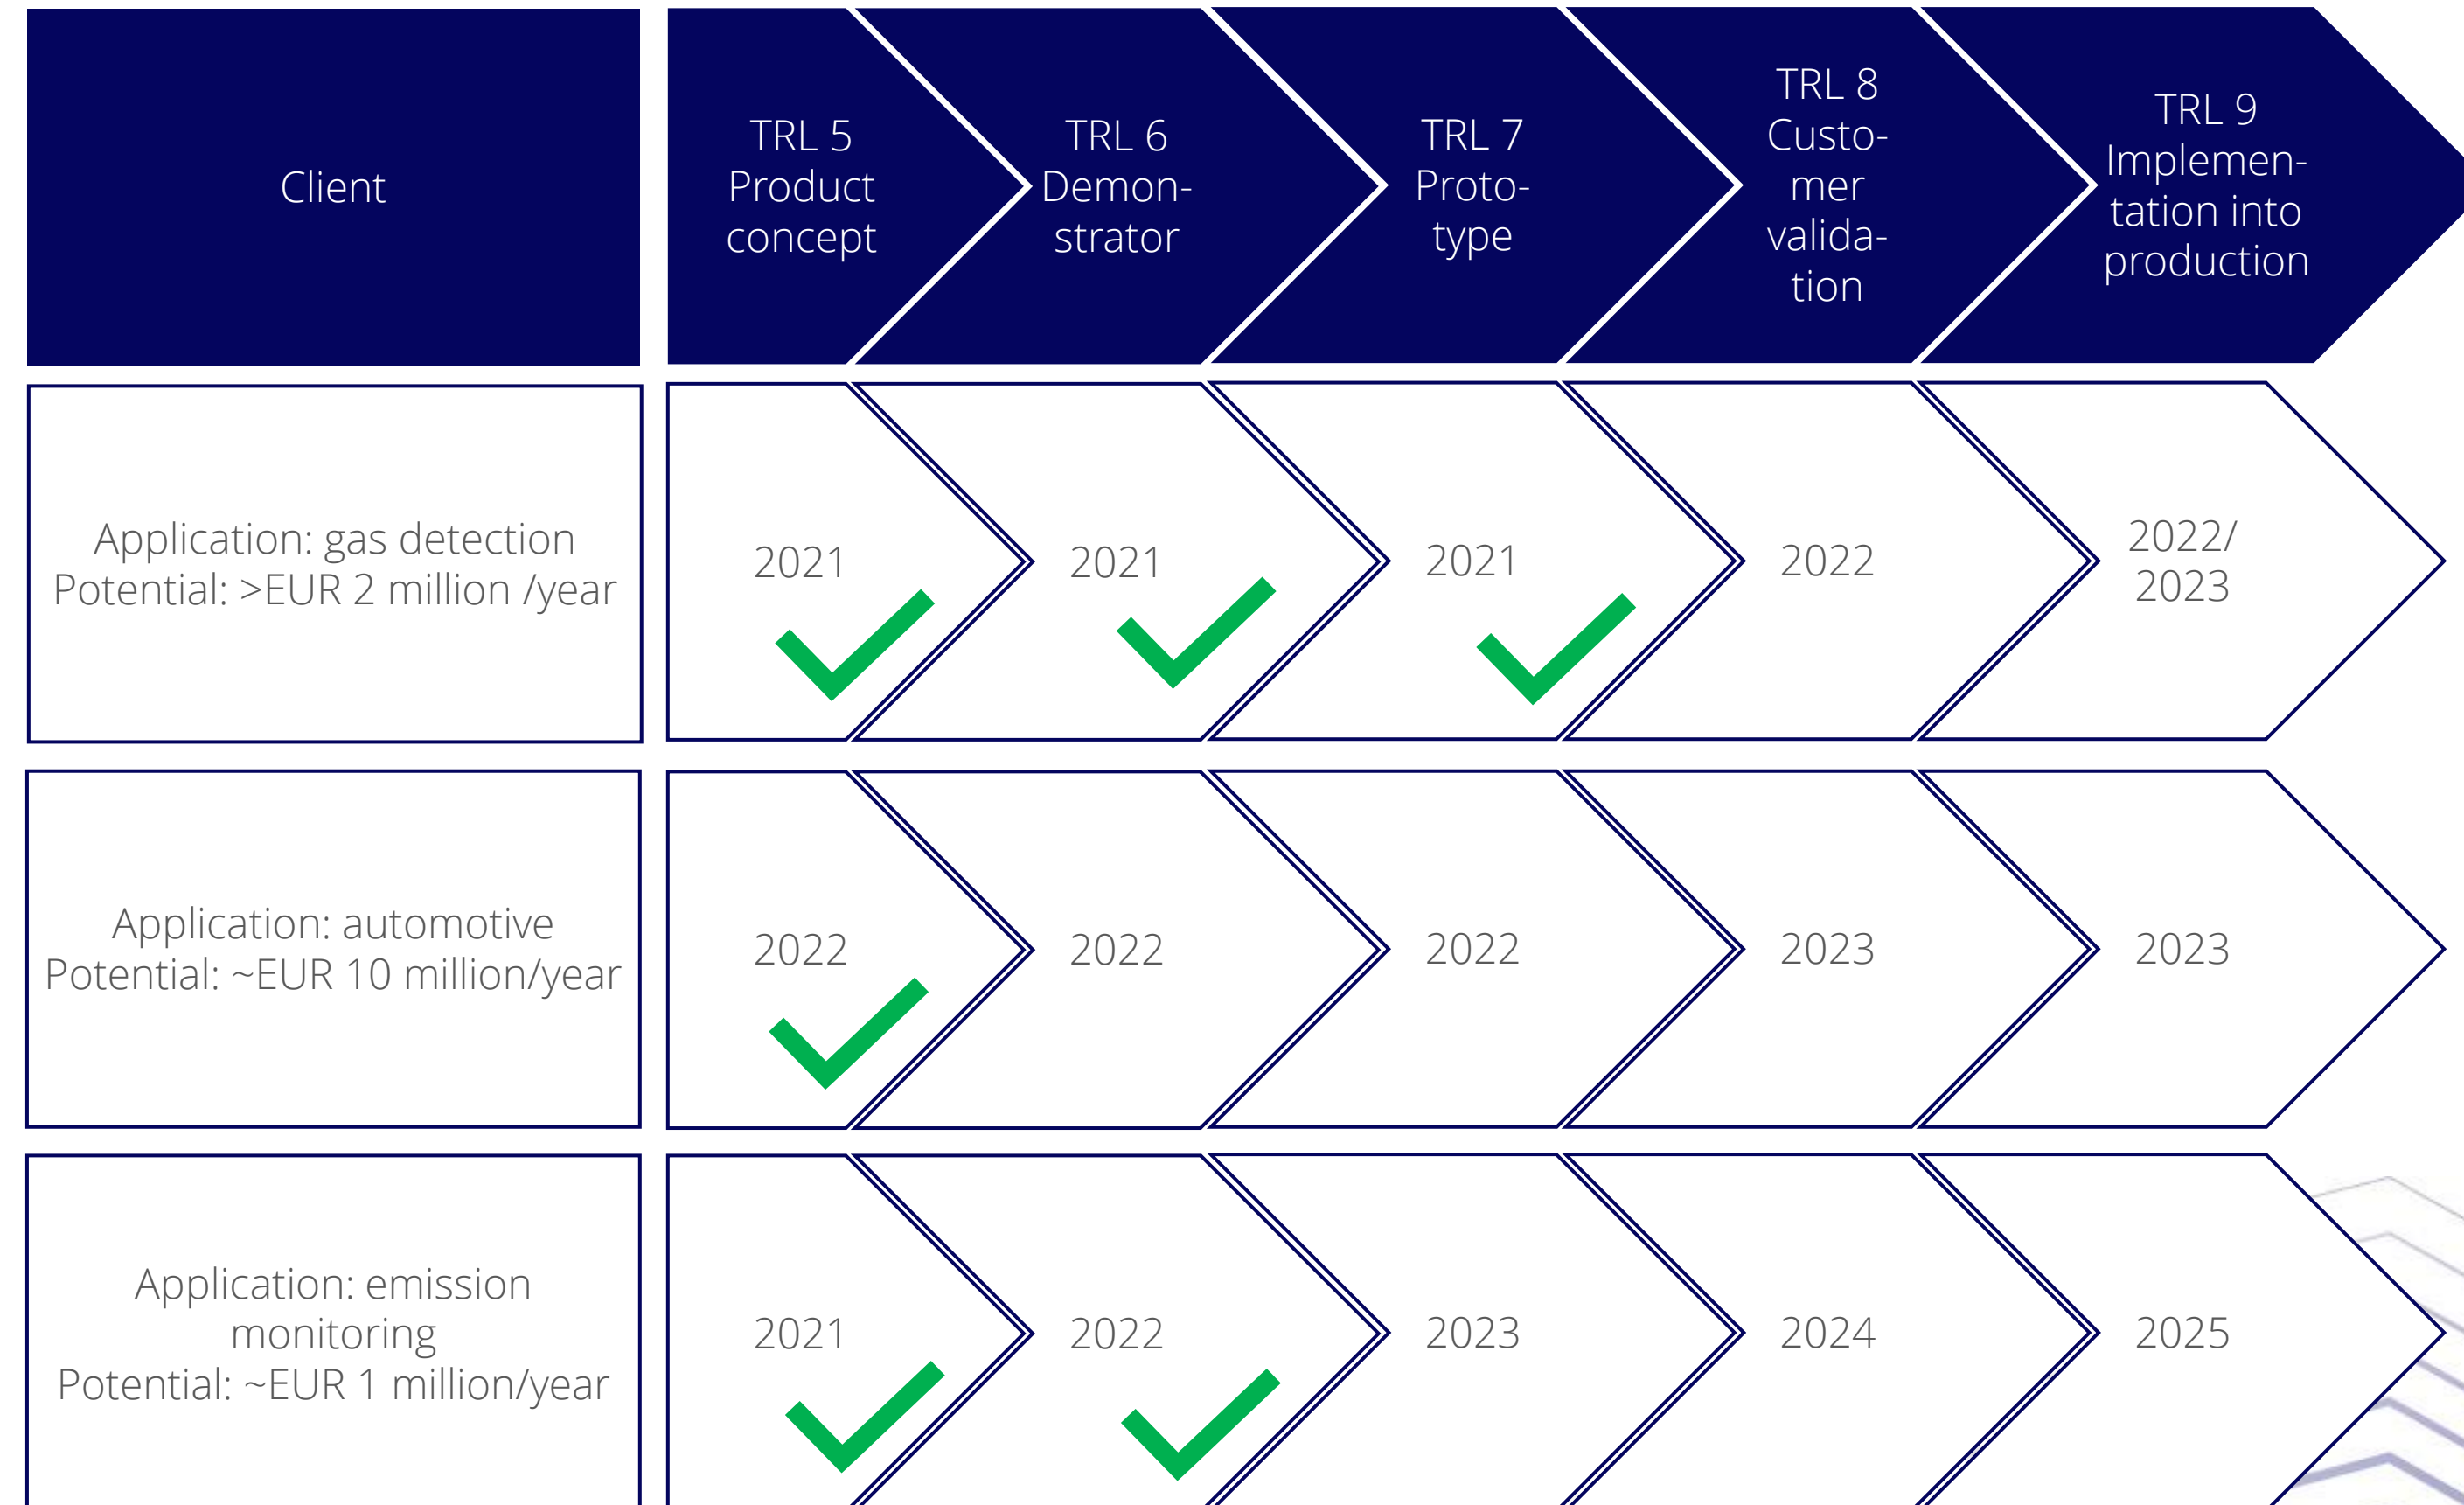 Client
TRL 5
Product
concept
TRL 6
Demon-
strator
TRL 7
Proto-
type
TRL 8
Custo-
mer
valida-
tion
TRL 9
Implemen-
tation into
production
Application: gas detection
Potential: >EUR 2 million /year
2021
2021
2021
2022
2022/
2023
Application: automotive
Potential: ~EUR 10 million/year
2022
2022
2022
2023
2023
Application: emission
monitoring
Potential: ~EUR 1 million/year
2021
2022
2023
2024
2025